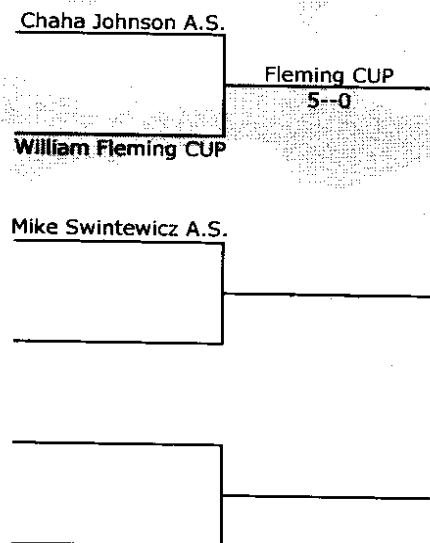 Chaha Johnson A.S.
Fleming CUP
5--0
William Fleming CUP
Mike Swintewicz A.S.